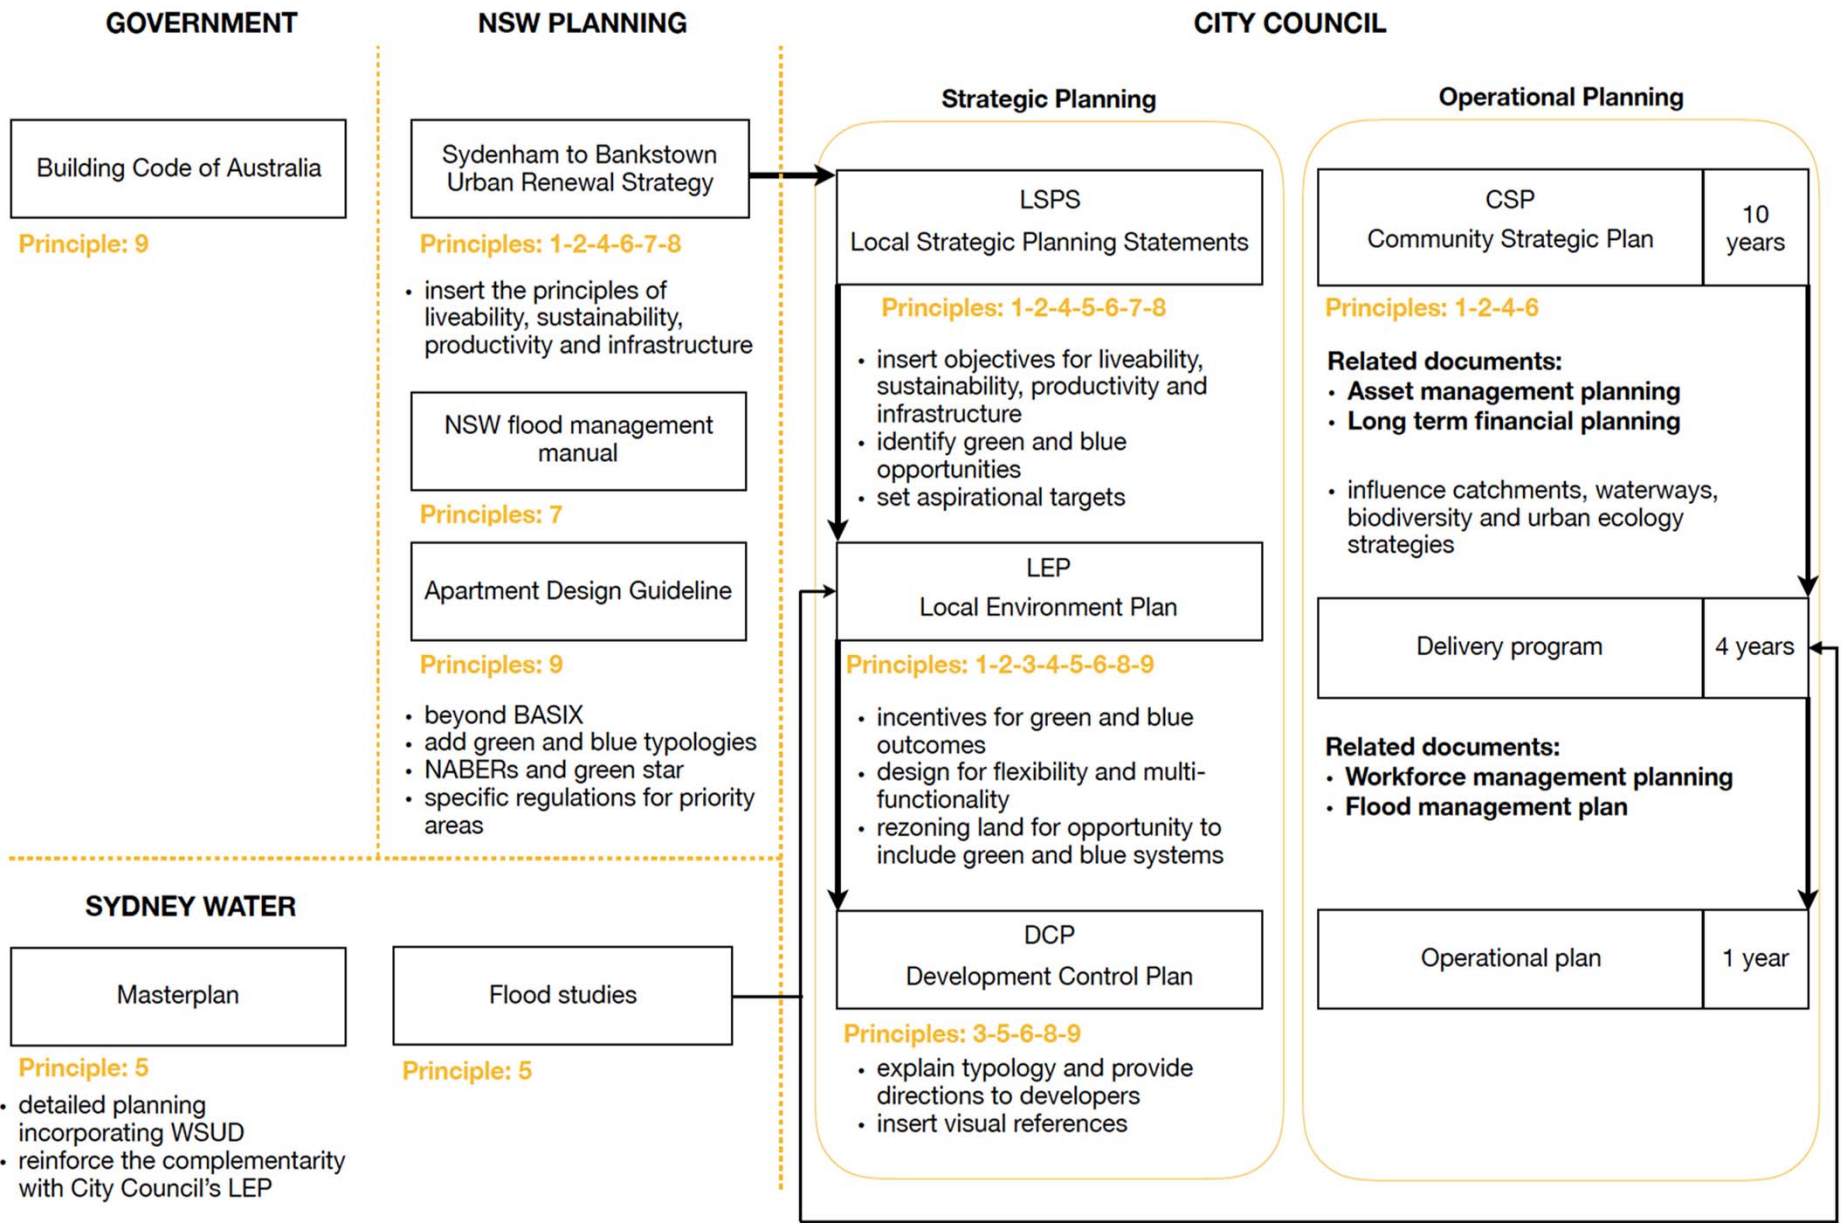 GOVERNMENT
Building Code of Australia
Principle: 9
NSW PLANNING
Sydenham to Bankstown
Urban Renewal Strategy
Principles: 1-2-4-6-7-8
• insert the principles of
liveability, sustainability,
productivity and infrastructure
NSW flood management
manual
Principles: 7
Apartment Design Guideline
Principles: 9
• beyond BASIX
• add green and blue typologies
• NABERs and green star
• specific regulations for priority
areas
SYDNEY WATER
Masterplan
Principle: 5
• detailed planning
incorporating WSUD
• reinforce the complementarity
with City Council's LEP
Flood studies
Principle: 5
CITY COUNCIL
Strategic Planning
LSPS
Local Strategic Planning Statements
Principles: 1-2-4-5-6-7-8
• insert objectives for liveability,
sustainability, productivity and
infrastructure
• identify green and blue
opportunities
• set aspirational targets
LEP
Local Environment Plan
Principles: 1-2-3-4-5-6-8-9
• incentives for green and blue
outcomes
• design for flexibility and multi-
functionality
• rezoning land for opportunity to
include green and blue systems
DCP
Development Control Plan
Principles: 3-5-6-8-9
• explain typology and provide
directions to developers
• insert visual references
Operational Planning
CSP
Community Strategic Plan
10
years
Principles: 1-2-4-6
Related documents:
• Asset management planning
• Long term financial planning
• influence catchments, waterways,
biodiversity and urban ecology
strategies
Delivery program
4 years
Related documents:
• Workforce management planning
• Flood management plan
Operational plan
1 year